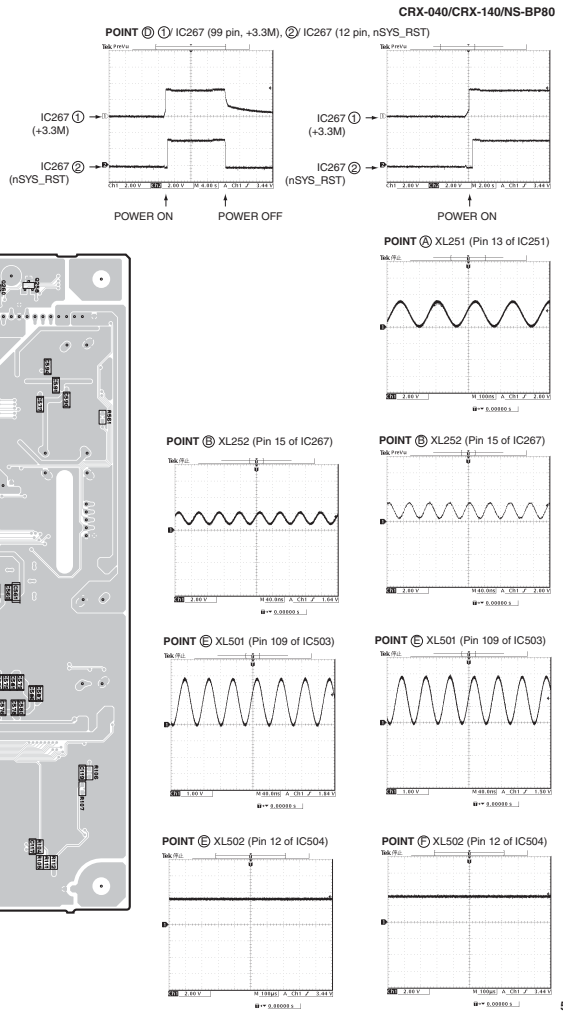 CRX-040/CRX-140/NS-BP80
POINT Ⓓ ①/ IC267 (99 pin, +3.3M), ②/ IC267 (12 pin, nSYS_RST)
Tek PreVu
Tek PreVu
IC267 ①
(+3.3M)
IC267 ②
(nSYS_RST)
Ch1 2.00 V Ch2 2.00 V M 4.00 s A Ch1 3.44 V
POWER ON POWER OFF
IC267 ①
(+3.3M)
IC267 ②
(nSYS_RST)
Ch1 2.00 V Ch2 2.00 V M 2.00 s A Ch1 3.44 V
POWER ON
POINT Ⓐ XL251 (Pin 13 of IC251)
Tek 停止
Ch1 2.00 V M 100ns A Ch1 2.00 V
0.00000 s
POINT Ⓑ XL252 (Pin 15 of IC267)
Tek 停止
Ch1 2.00 V M 40.0ns A Ch1 1.64 V
0.00000 s
POINT Ⓑ XL252 (Pin 15 of IC267)
Tek PreVu
Ch1 2.00 V M 40.0ns A Ch1 2.00 V
0.00000 s
POINT Ⓔ XL501 (Pin 109 of IC503)
Tek 停止
Ch1 1.00 V M 40.0ns A Ch1 1.84 V
0.00000 s
POINT Ⓔ XL501 (Pin 109 of IC503)
Tek 停止
Ch1 1.00 V M 40.0ns A Ch1 1.50 V
0.00000 s
POINT Ⓔ XL502 (Pin 12 of IC504)
Tek 停止
Ch1 2.00 V M 100µs A Ch1 3.44 V
0.00000 s
POINT Ⓕ XL502 (Pin 12 of IC504)
Tek 停止
Ch1 2.00 V M 100µs A Ch1 3.44 V
0.00000 s
R107